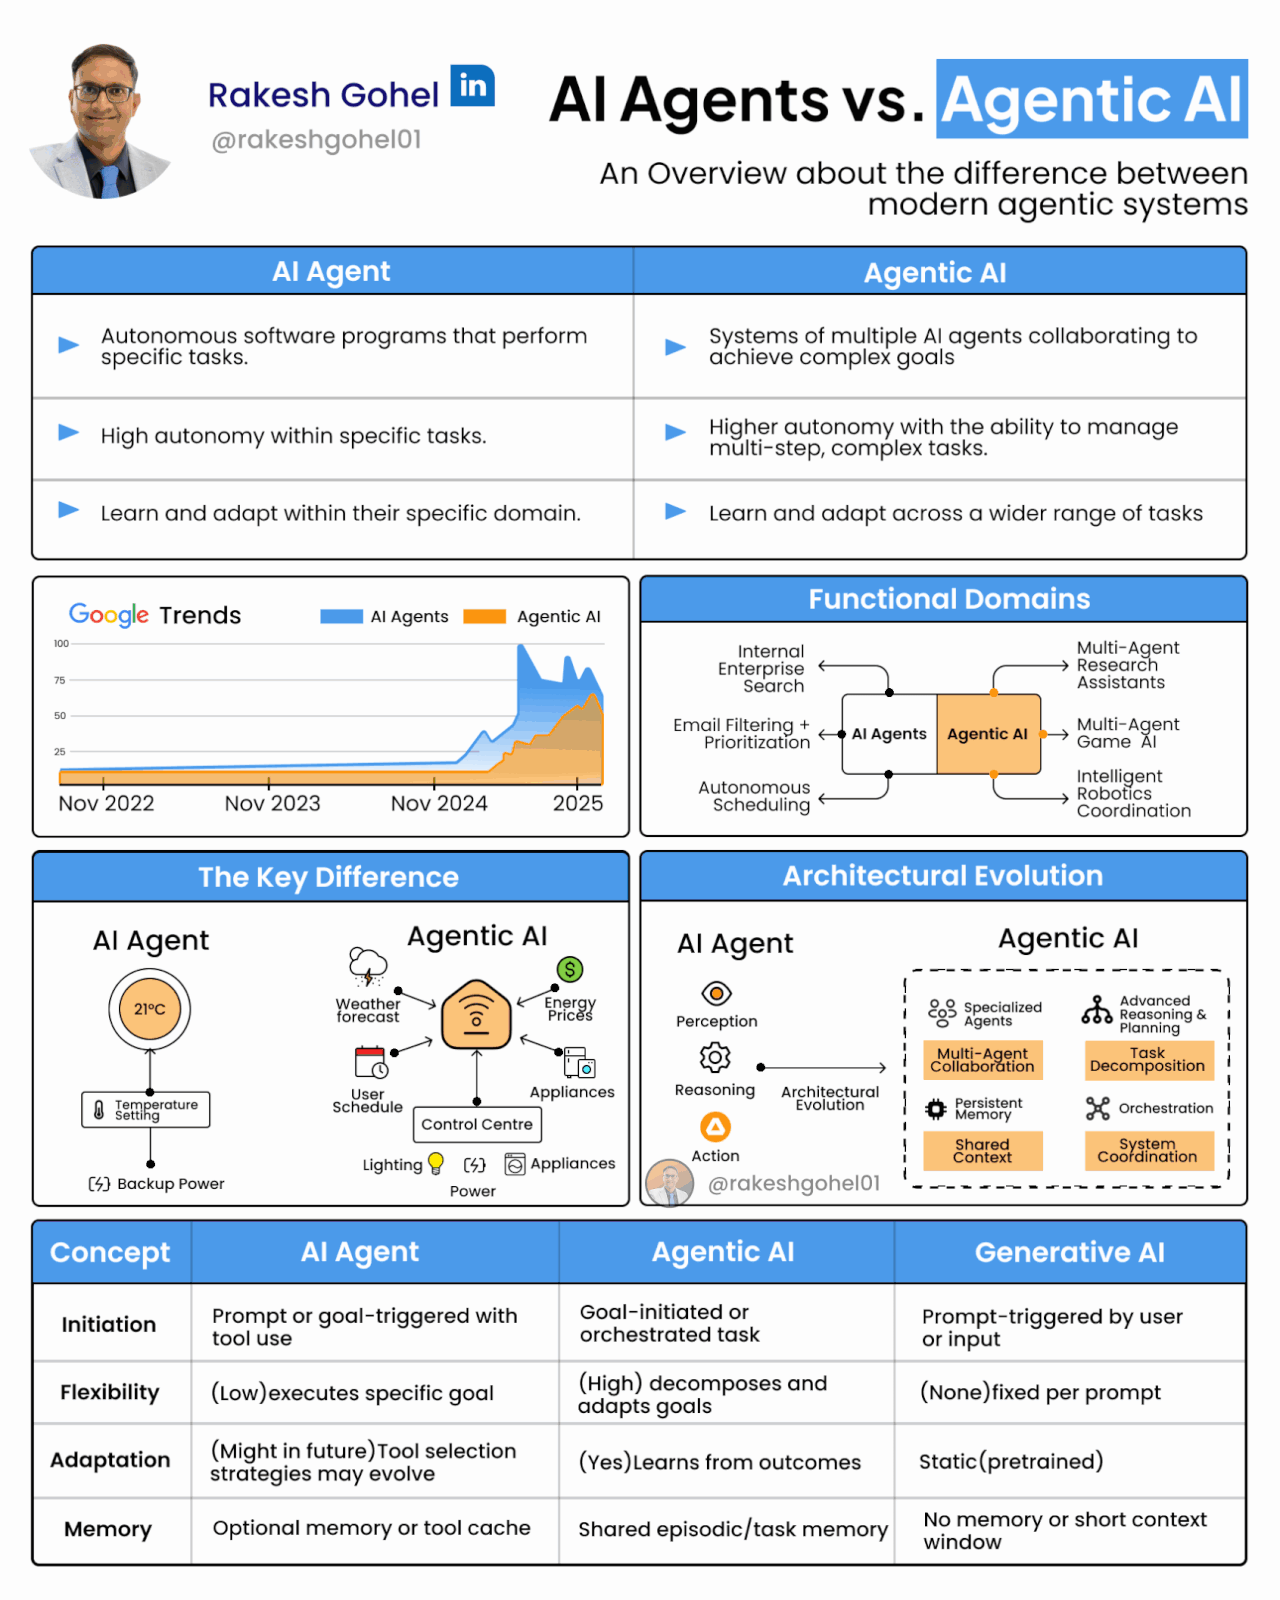 Rakesh Gohel in
@rakeshgohel01
AI Agents vs. Agentic AI
An Overview about the difference between
modern agentic systems
AI Agent
Agentic AI
Autonomous software programs that perform
specific tasks.
Systems of multiple AI agents collaborating to
achieve complex goals
High autonomy within specific tasks.
Higher autonomy with the ability to manage
multi-step, complex tasks.
Learn and adapt within their specific domain.
Learn and adapt across a wider range of tasks
Google Trends
AI Agents
Agentic AI
100
75
50
25
Nov 2022
Nov 2023
Nov 2024
2025
Functional Domains
Internal
Enterprise
Search
Email Filtering +
Prioritization
Autonomous
Scheduling
AI Agents
Agentic AI
Multi-Agent
Research
Assistants
Multi-Agent
Game AI
Intelligent
Robotics
Coordination
The Key Difference
AI Agent
21°C
Temperature
Setting
Backup Power
Agentic AI
Weather
forecast
Energy
Prices
User
Schedule
Appliances
Control Centre
Lighting
Power
Appliances
Architectural Evolution
AI Agent
Perception
Reasoning
Action
Architectural
Evolution
Agentic AI
Specialized
Agents
Advanced
Reasoning &
Planning
Multi-Agent
Collaboration
Task
Decomposition
Persistent
Memory
Orchestration
Shared
Context
System
Coordination
@rakeshgohel01
Concept
AI Agent
Agentic AI
Generative AI
Initiation
Prompt or goal-triggered with
tool use
Goal-initiated or
orchestrated task
Prompt-triggered by user
or input
Flexibility
(Low)executes specific goal
(High) decomposes and
adapts goals
(None)fixed per prompt
Adaptation
(Might in future)Tool selection
strategies may evolve
(Yes)Learns from outcomes
Static(pretrained)
Memory
Optional memory or tool cache
Shared episodic/task memory
No memory or short context
window